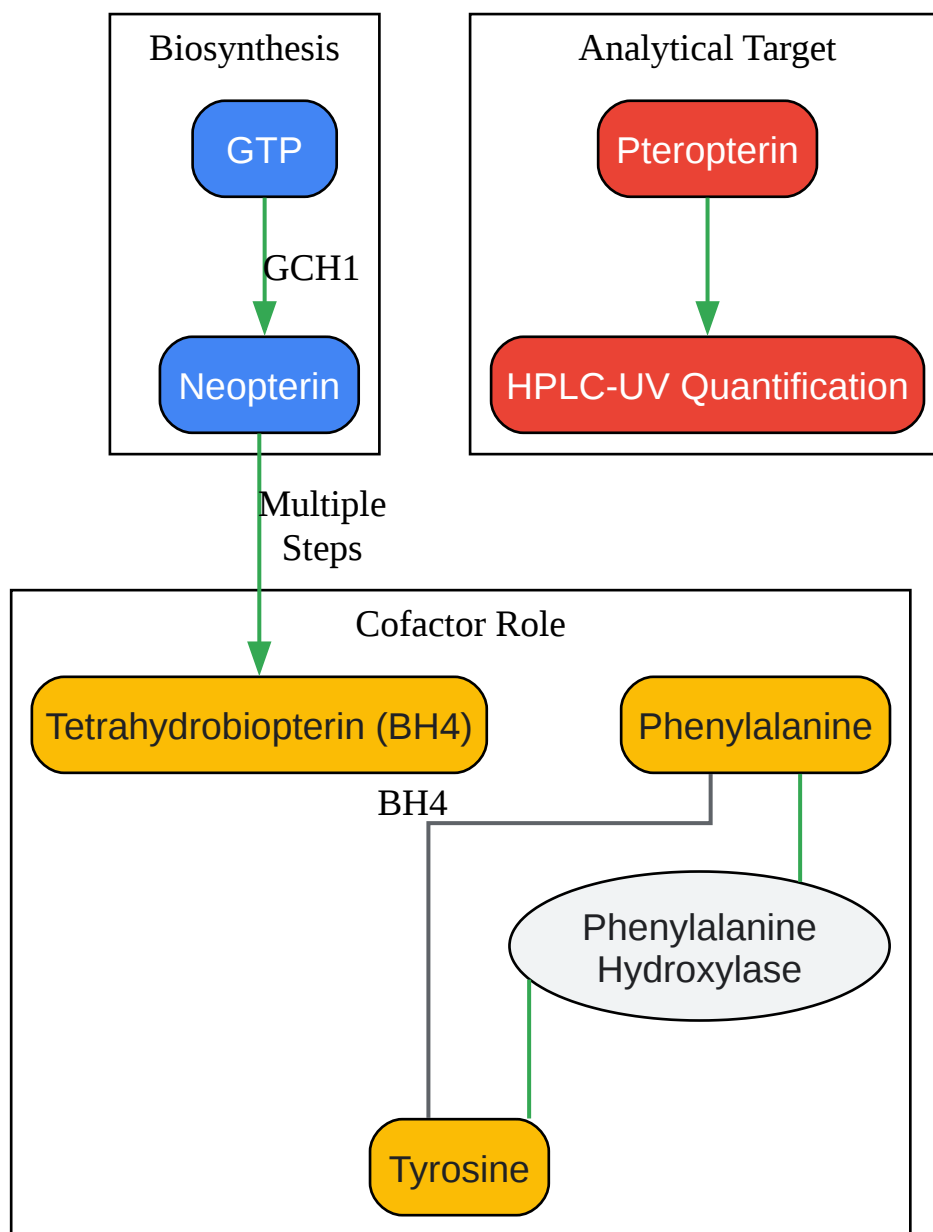 Biosynthesis
GTP
GCH1
Neopterin
Analytical Target
Pteropterin
HPLC-UV Quantification
Multiple
Steps
Cofactor Role
Tetrahydrobiopterin (BH4)
Phenylalanine
BH4
Phenylalanine
Hydroxylase
Tyrosine